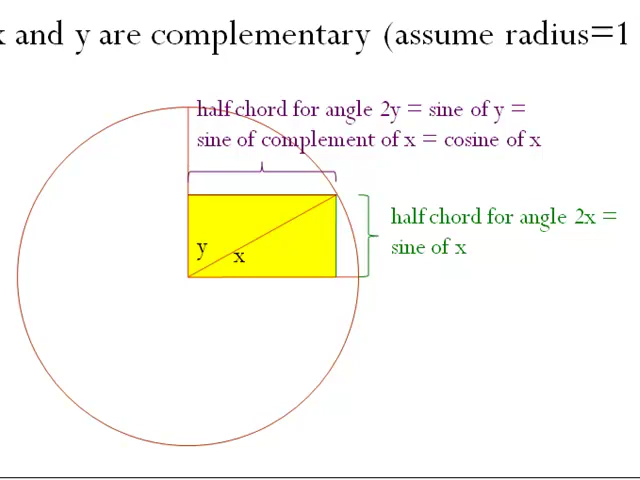 x and y are complementary (assume radius=1
half chord for angle 2y = sine of y =
sine of complement of x = cosine of x
half chord for angle 2x =
sine of x
y
x